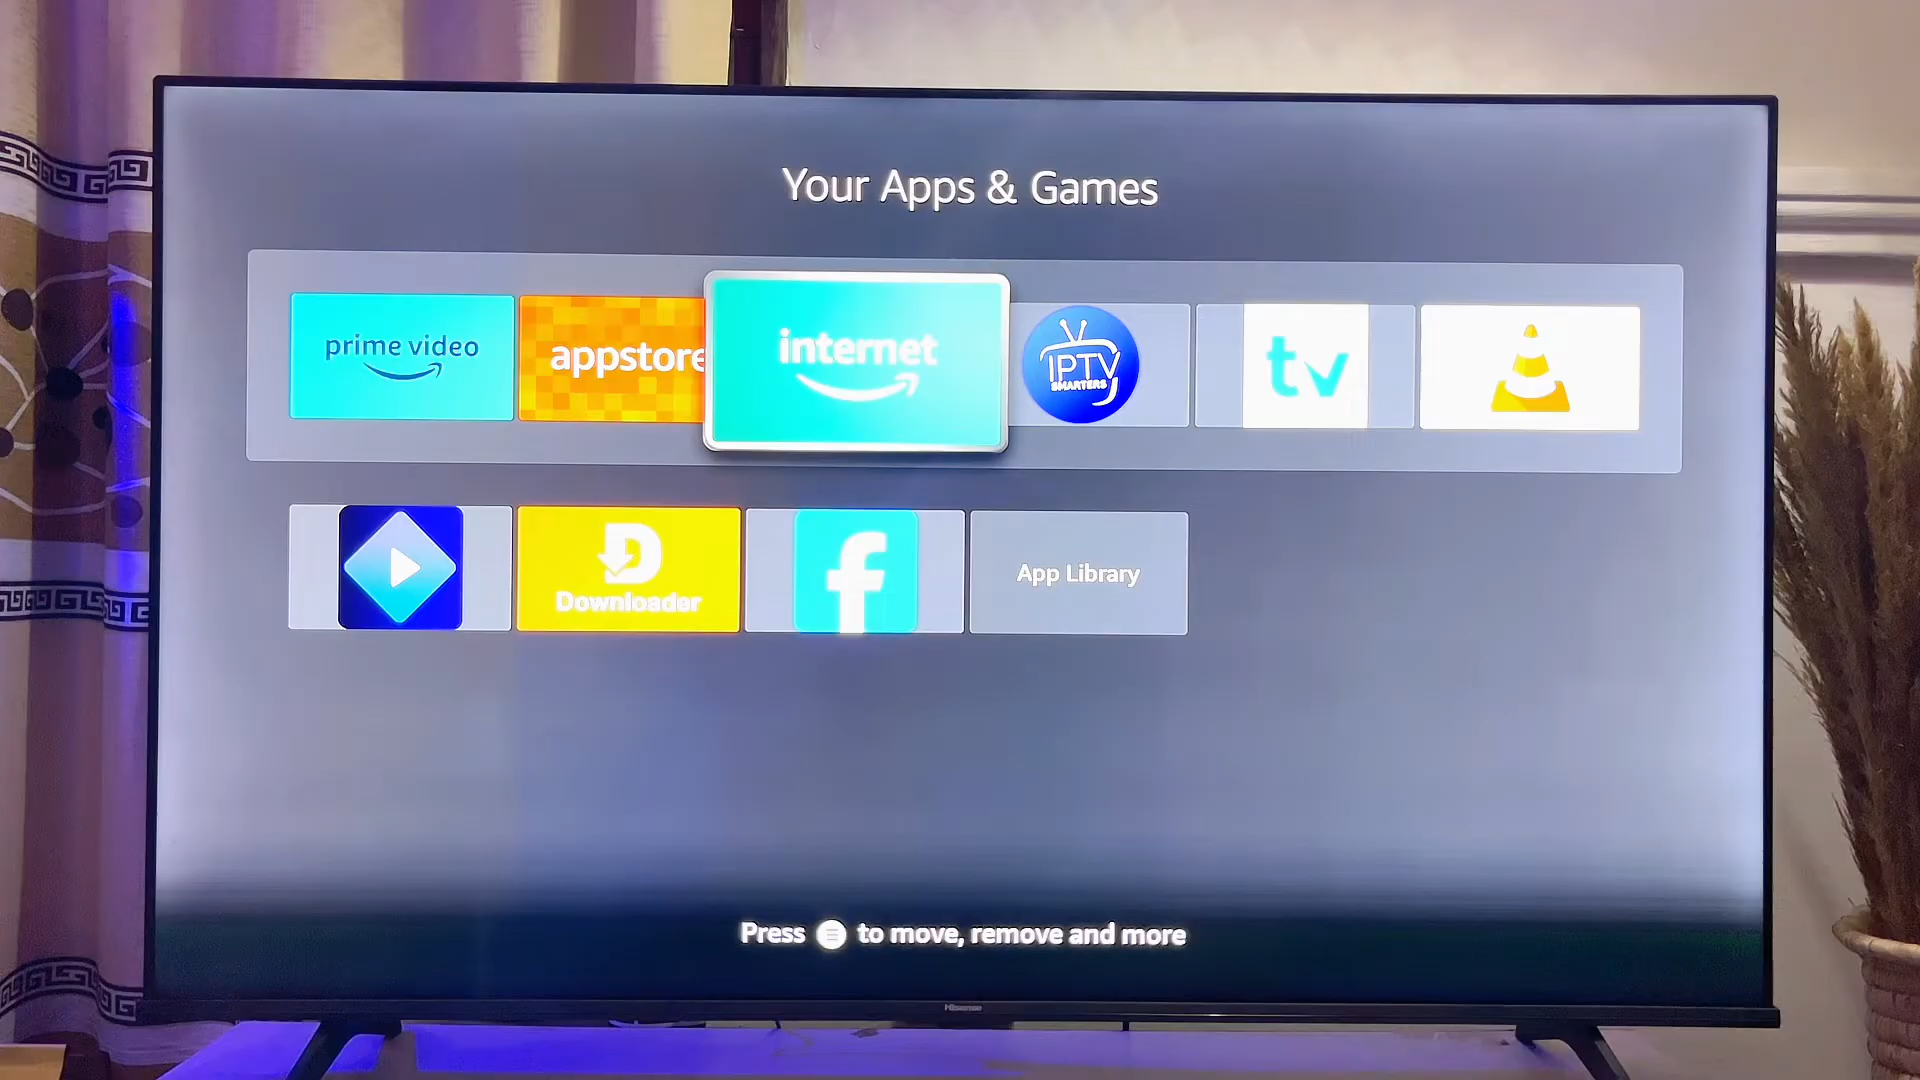 Your Apps & Games
prime video
appstore
internet
IPTV
SMARTERS
tv
Downloader
f
App Library
Press to move, remove and more
Hisense